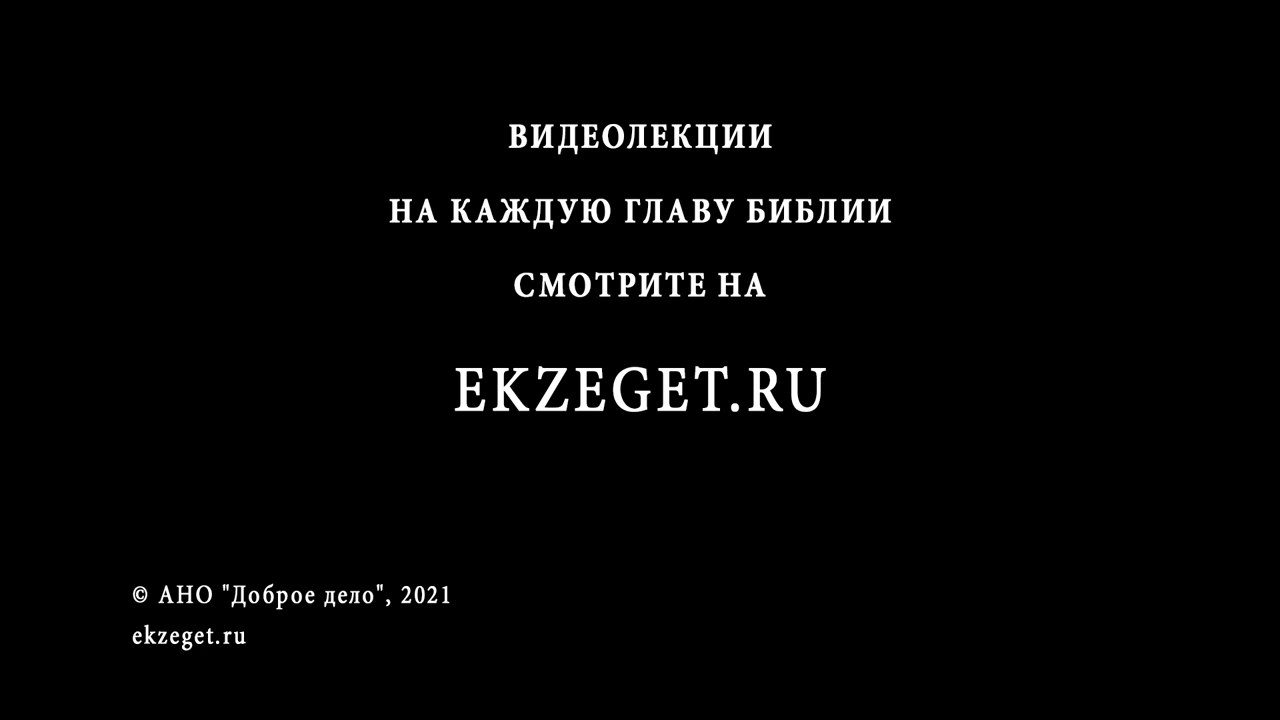 ВИДЕОЛЕКЦИИ
НА КАЖДУЮ ГЛАВУ БИБЛИИ
СМОТРИТЕ НА
EKZEGET.RU
© АНО "Доброе дело", 2021
ekzeget.ru